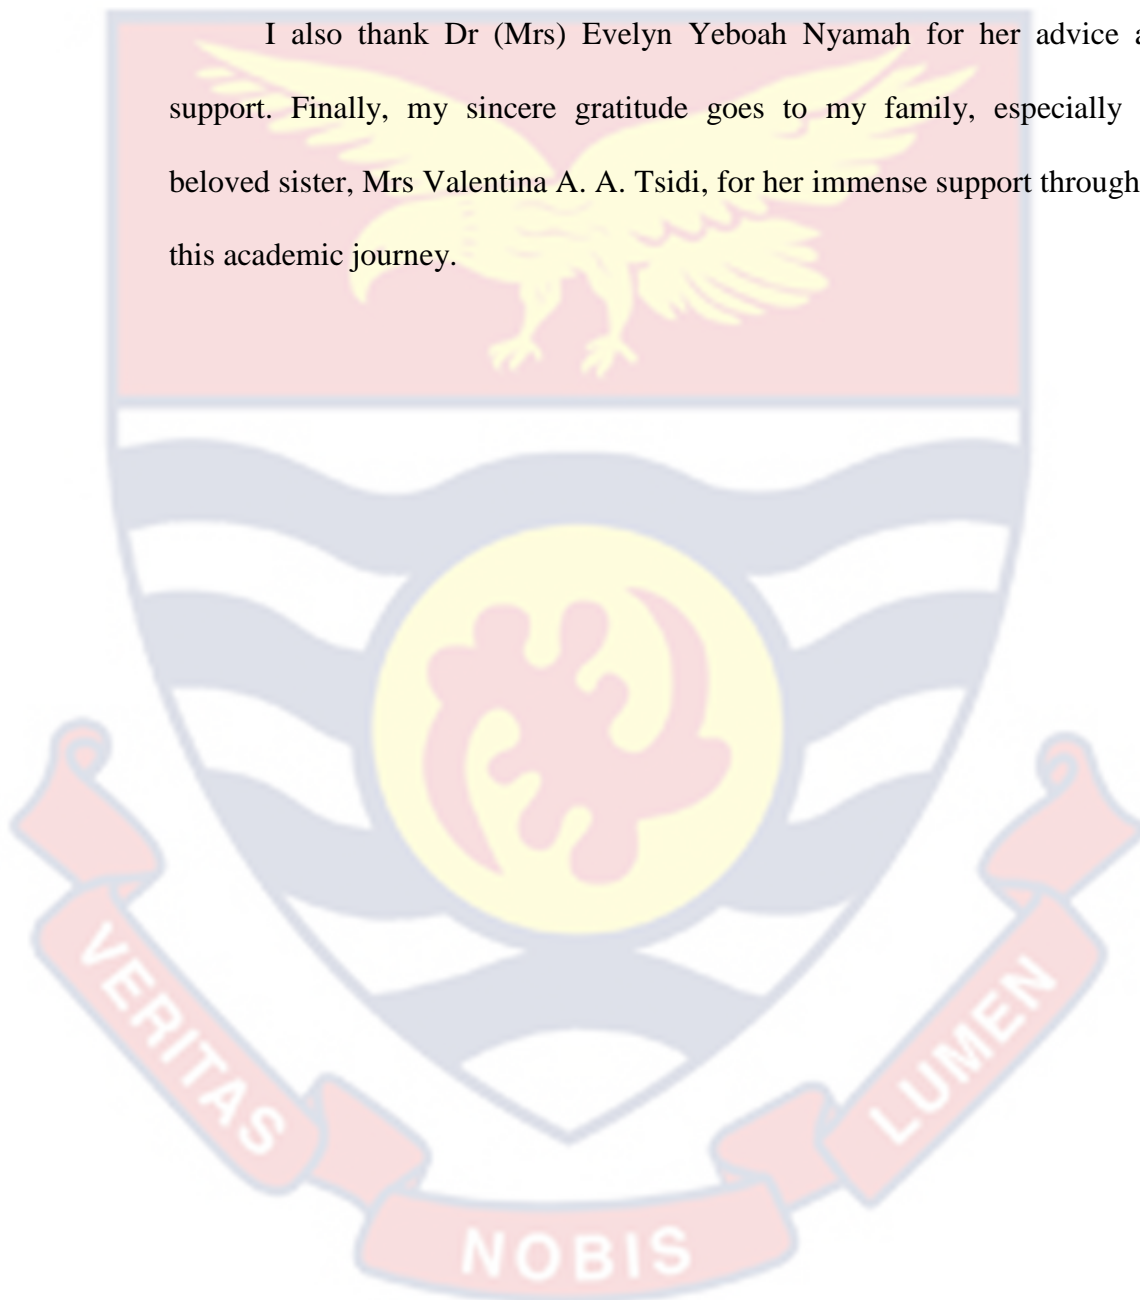 I also thank Dr (Mrs) Evelyn Yeboah Nyamah for her advice a
support. Finally, my sincere gratitude goes to my family, especially
beloved sister, Mrs Valentina A. A. Tsidi, for her immense support through
this academic journey.
VERITAS
NOBIS
LUMEN